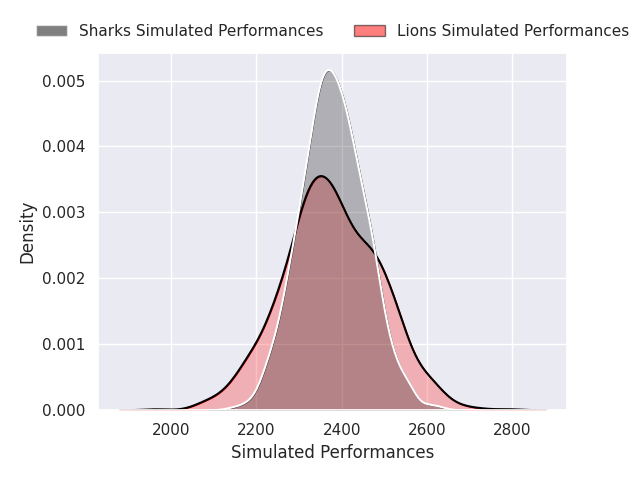 Sharks Simulated Performances Lions Simulated Performances
0.005
0.004
0.003
0.002
0.001
0.000
Density
2000 2200 2400 2600 2800
Simulated Performances